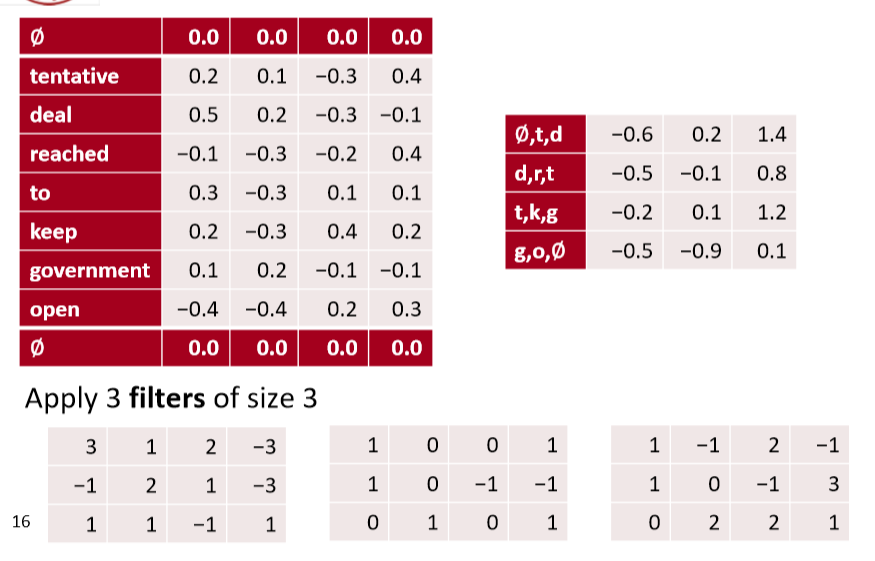 Ø 0.0 0.0 0.0 0.0
tentative 0.2 0.1 −0.3 0.4
deal 0.5 0.2 −0.3 −0.1
reached −0.1 −0.3 −0.2 0.4
to 0.3 −0.3 0.1 0.1
keep 0.2 −0.3 0.4 0.2
government 0.1 0.2 −0.1 −0.1
open −0.4 −0.4 0.2 0.3
Ø 0.0 0.0 0.0 0.0
Ø,t,d −0.6 0.2 1.4
d,r,t −0.5 −0.1 0.8
t,k,g −0.2 0.1 1.2
g,o,Ø −0.5 −0.9 0.1
Apply 3 filters of size 3
3 1 2 −3
−1 2 1 −3
1 1 −1 1
1 0 0 1
1 0 −1 −1
0 1 0 1
1 −1 2 −1
1 0 −1 3
0 2 2 1
16